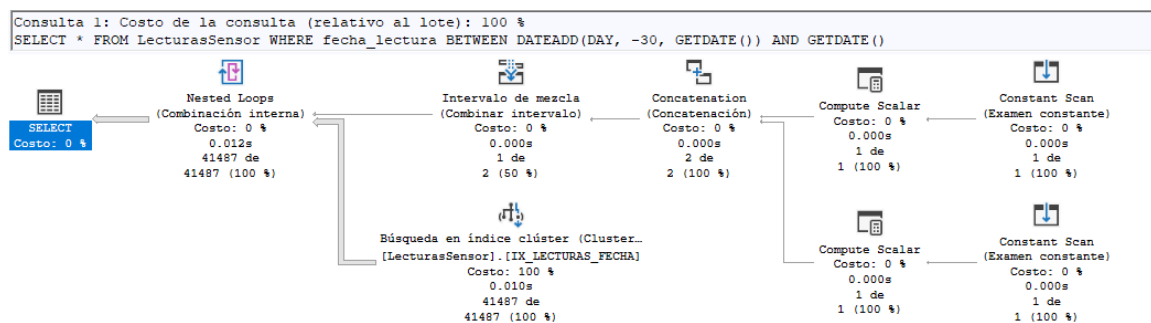 Consulta 1: Costo de la consulta (relativo al lote): 100 %
SELECT * FROM LecturasSensor WHERE fecha_lectura BETWEEN DATEADD(DAY, -30, GETDATE()) AND GETDATE()
SELECT
Costo: 0 %
Nested Loops
(Combinación interna)
Costo: 0 %
0.012s
41487 de
41487 (100 %)
Intervalo de mezcla
(Combinar intervalo)
Costo: 0 %
0.000s
1 de
2 (50 %)
Concatenation
(Concatenación)
Costo: 0 %
0.000s
2 de
2 (100 %)
Compute Scalar
Costo: 0 %
0.000s
1 de
1 (100 %)
Constant Scan
(Examen constante)
Costo: 0 %
0.000s
1 de
1 (100 %)
Búsqueda en índice clúster (Cluster…
[LecturasSensor].[IX_LECTURAS_FECHA]
Costo: 100 %
0.010s
41487 de
41487 (100 %)
Compute Scalar
Costo: 0 %
0.000s
1 de
1 (100 %)
Constant Scan
(Examen constante)
Costo: 0 %
0.000s
1 de
1 (100 %)